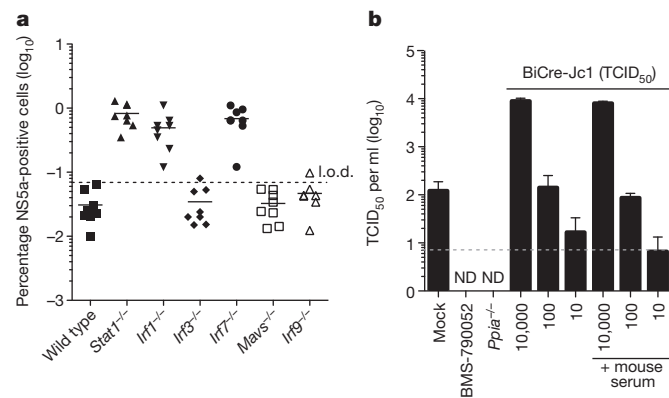 a
Percentage NS5a-positive cells (log10)
1
0
−1
−2
−3
l.o.d.
Wild type
Stat1−/−
Irf1−/−
Irf3−/−
Irf7−/−
Mavs−/−
Irf9−/−
b
TCID50 per ml (log10)
5
4
3
2
1
0
BiCre-Jc1 (TCID50)
ND ND
Mock
BMS-790052
Ppia−/−
10,000
100
10
10,000
100
10
+ mouse
serum